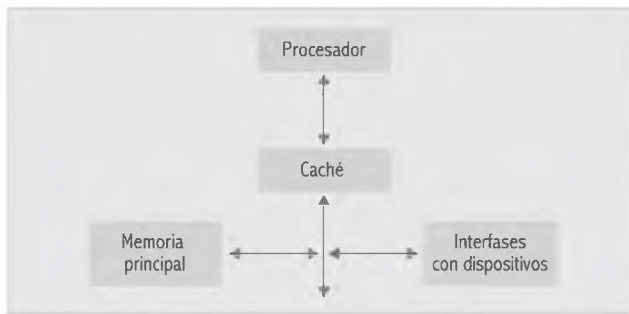 Procesador
Caché
Memoria
principal
Interfases
con dispositivos